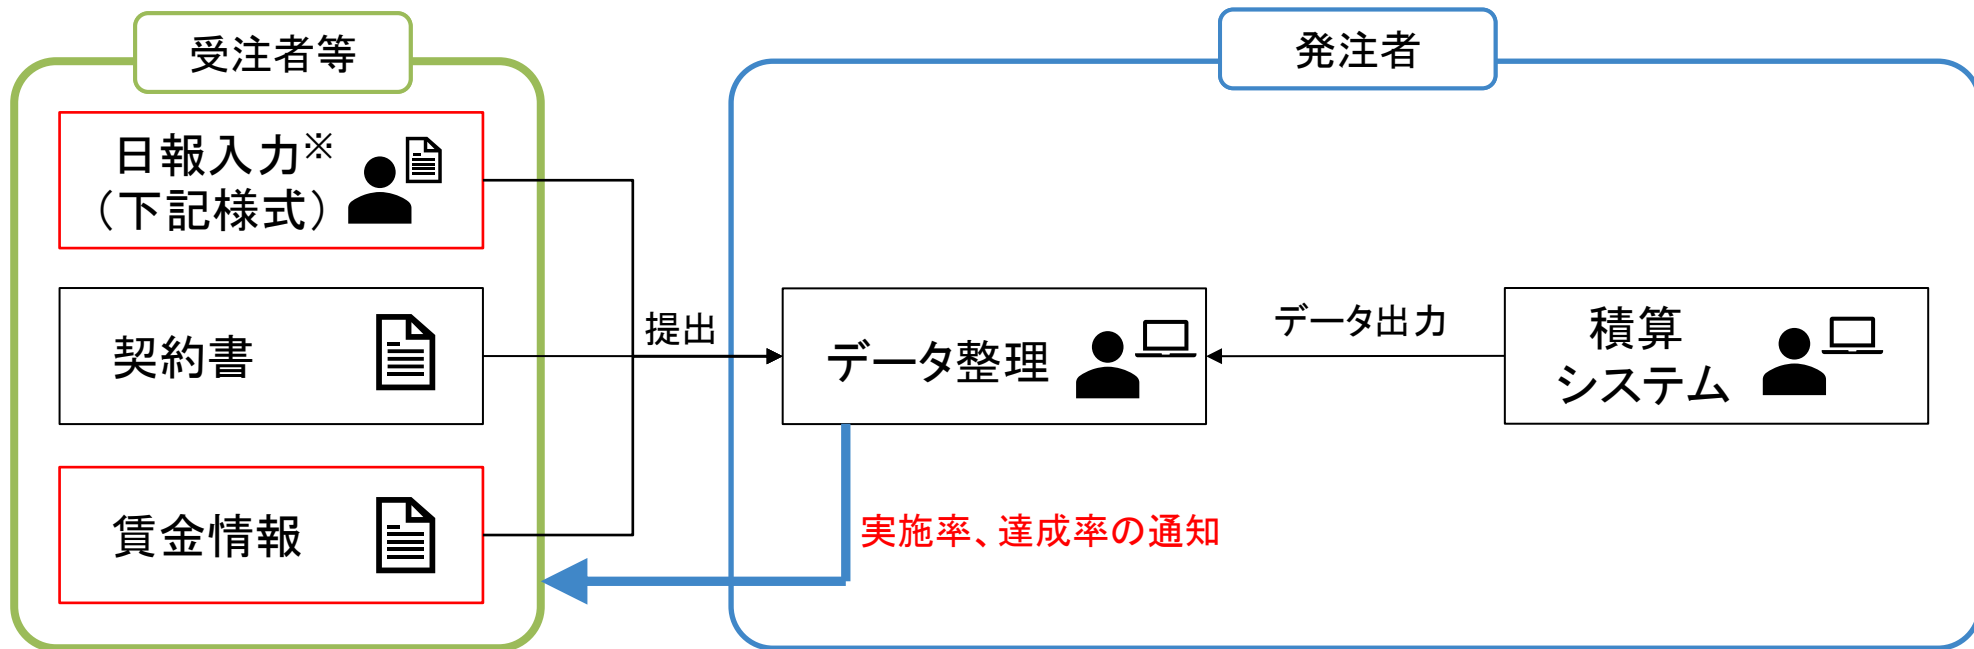 受注者等
発注者
日報入力※
（下記様式）
契約書
賃金情報
提出
データ整理
データ出力
積算
システム
実施率、達成率の通知